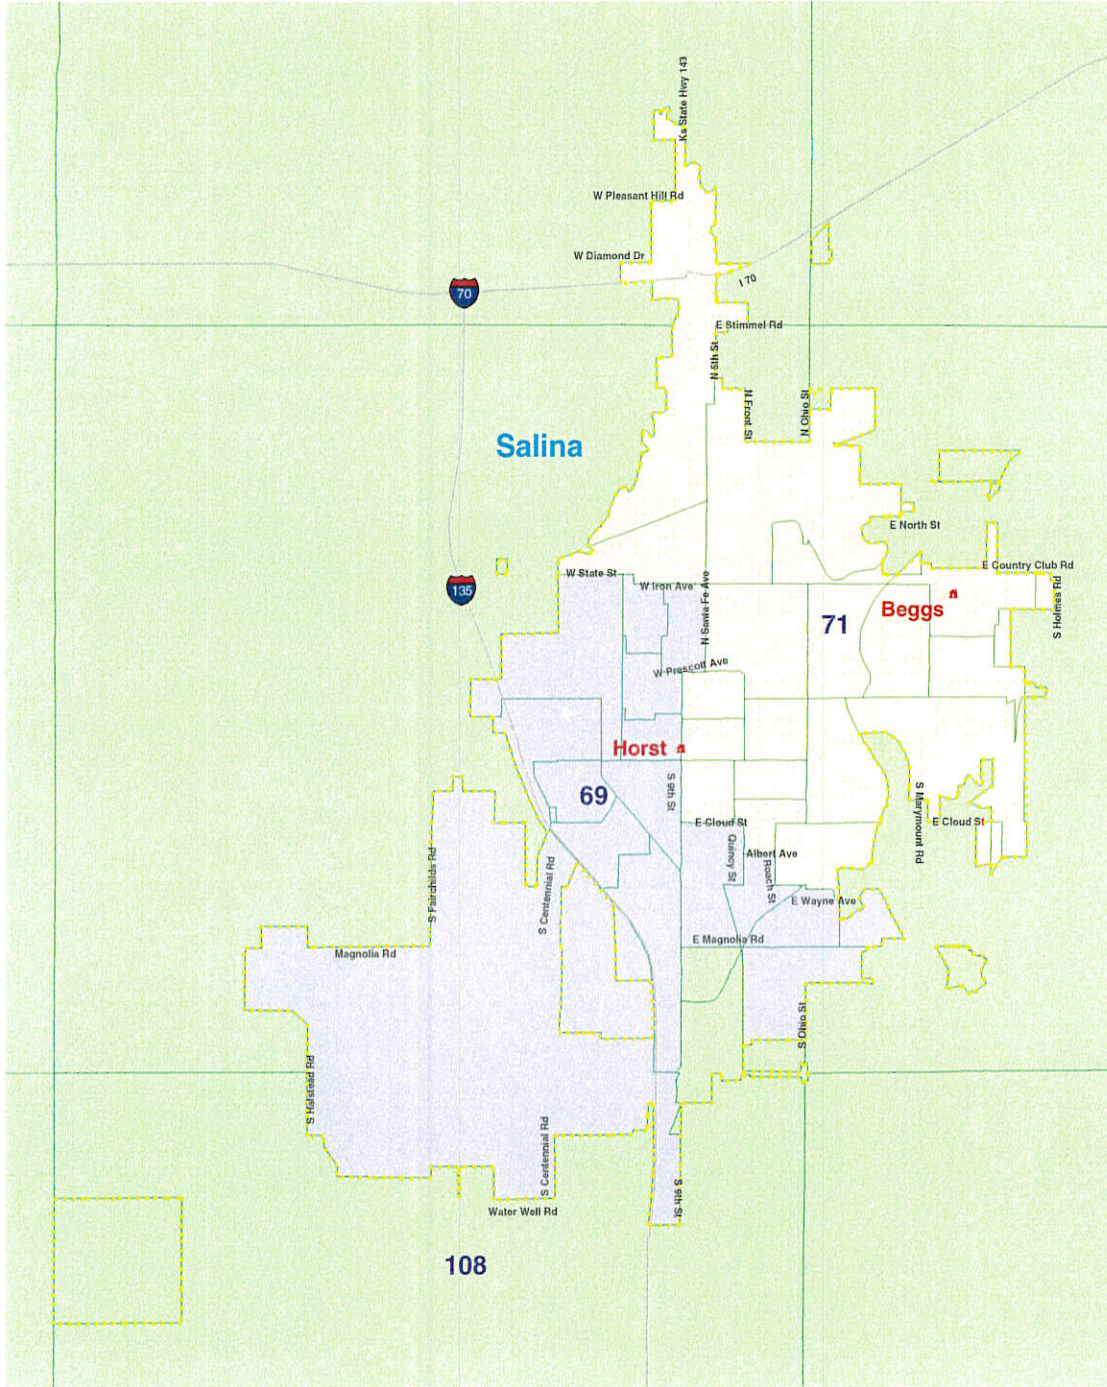 Ks State Hwy 143
W Pleasant Hill Rd
W Diamond Dr
I 70
70
E Stimmel Rd
N 5th St
N Front St
N Ohio St
Salina
E North St
E Country Club Rd
W State St
W Iron Ave
135
N Santa Fe Ave
Beggs
S Holmes Rd
71
W Prescott Ave
Horst
69
S 9th St
S Marymount Rd
E Cloud St
E Cloud St
Quincy St
Albert Ave
Roach St
S Fairchilds Rd
S Centennial Rd
E Wayne Ave
E Magnolia Rd
Magnolia Rd
S Ohio St
S Halstead Rd
S Centennial Rd
S 9th St
Water Well Rd
108